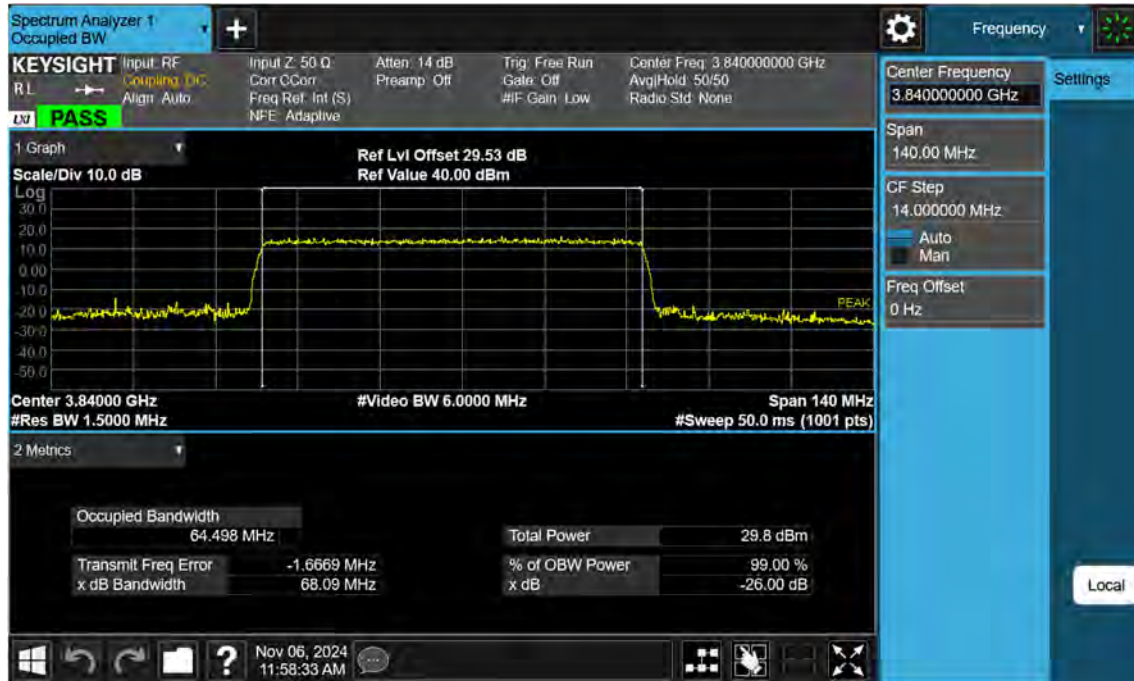 Spectrum Analyzer 1
Occupied BW
+
Frequency
KEYSIGHT Input: RF Input Z: 50 Ω Atten: 14 dB Trig: Free Run Center Freq: 3.840000000 GHz
RL Coupling: DC Corr CCorr Preamp: Off Gate: Off Avg|Hold: 50/50
Align: Auto Freq Ref: Int (S) #IF Gain: Low Radio Std: None
LXI PASS NFE: Adaptive
Center Frequency
3.840000000 GHz
Settings
Span
140.00 MHz
CF Step
14.000000 MHz
Auto
Man
Freq Offset
0 Hz
Local
1 Graph
Ref Lvl Offset 29.53 dB
Scale/Div 10.0 dB Ref Value 40.00 dBm
Log
30.0
20.0
10.0
0.00
-10.0
-20.0
-30.0
-40.0
-50.0
PEAK
Center 3.84000 GHz #Video BW 6.0000 MHz Span 140 MHz
#Res BW 1.5000 MHz #Sweep 50.0 ms (1001 pts)
2 Metrics
Occupied Bandwidth
64.498 MHz
Total Power 29.8 dBm
Transmit Freq Error -1.6669 MHz % of OBW Power 99.00 %
x dB Bandwidth 68.09 MHz x dB -26.00 dB
? Nov 06, 2024
11:58:33 AM